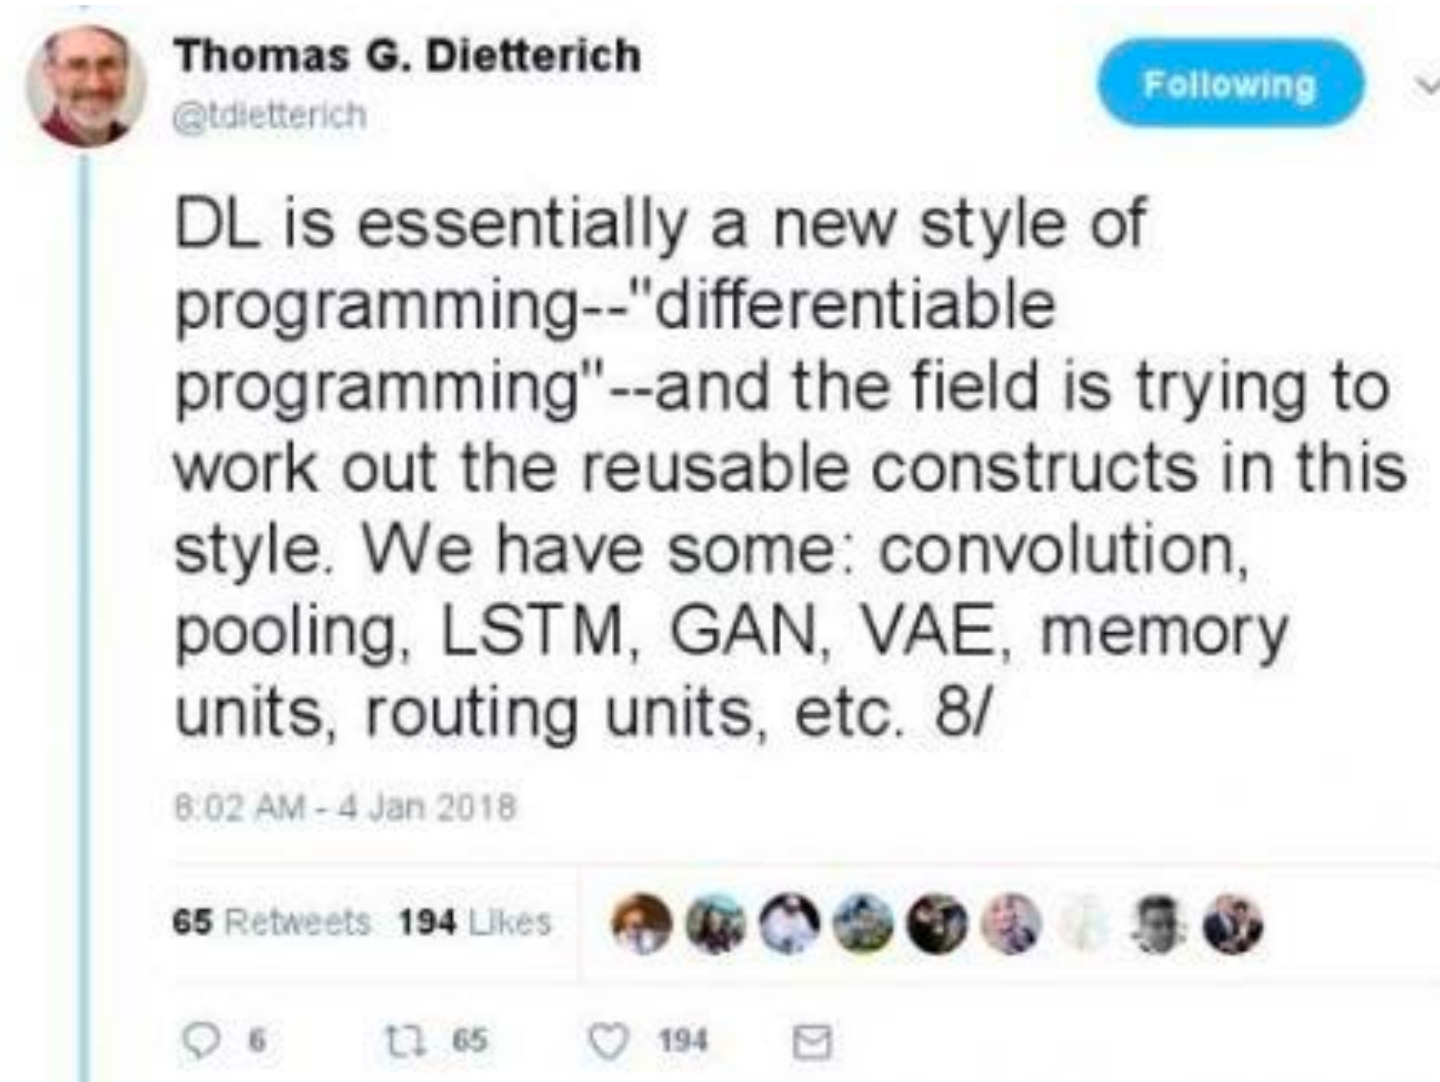 Thomas G. Dietterich
@tdietterich
Following
DL is essentially a new style of
programming--"differentiable
programming"--and the field is trying to
work out the reusable constructs in this
style. We have some: convolution,
pooling, LSTM, GAN, VAE, memory
units, routing units, etc. 8/
8:02 AM - 4 Jan 2018
65 Retweets 194 Likes
6 65 194